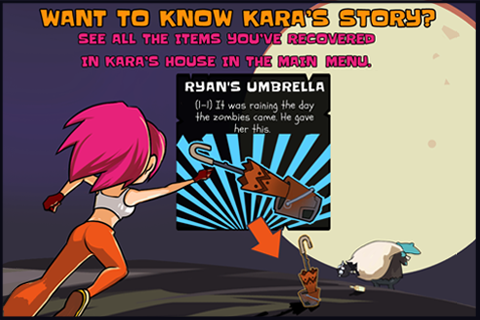 WANT TO KNOW KARA'S STORY?
SEE ALL THE ITEMS YOU'VE RECOVERED
IN KARA'S HOUSE IN THE MAIN MENU.
RYAN'S UMBRELLA
(1-1) It was raining the day
the zombies came. He gave
her this.